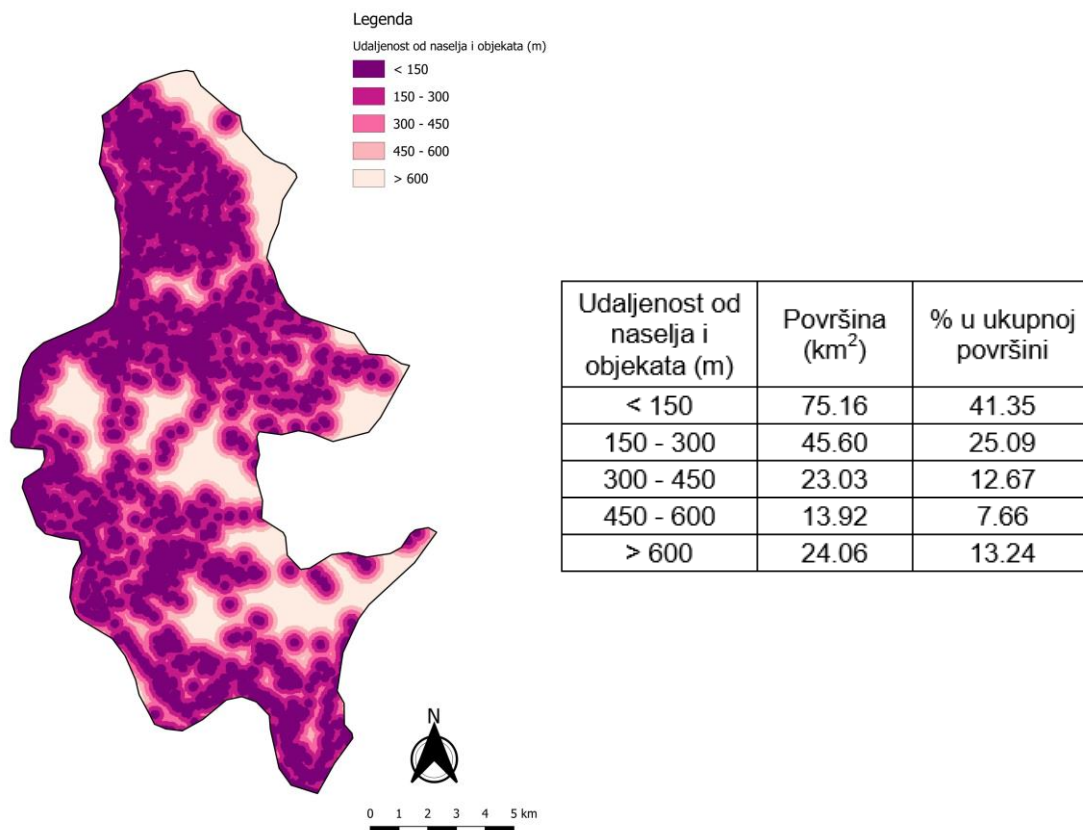 Legenda
Udaljenost od naselja i objekata (m)
< 150
150 - 300
300 - 450
450 - 600
> 600
Udaljenost od naselja i objekata (m) Površina (km²) % u ukupnoj površini
< 150 75.16 41.35
150 - 300 45.60 25.09
300 - 450 23.03 12.67
450 - 600 13.92 7.66
> 600 24.06 13.24
N
0 1 2 3 4 5 km